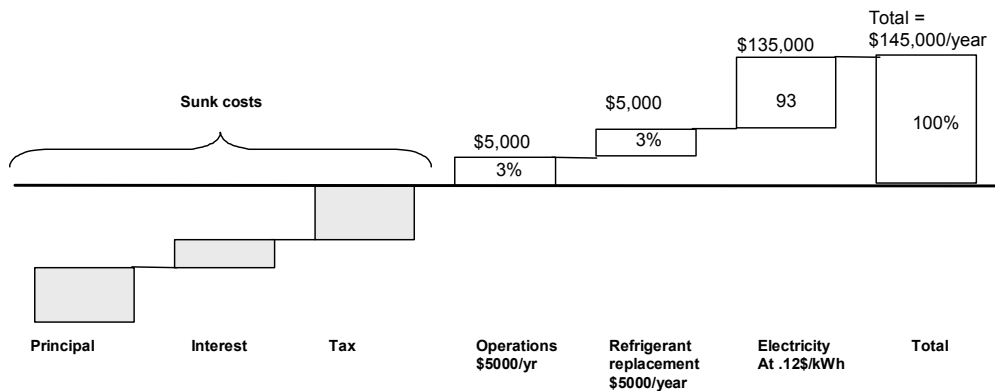 Total =
$145,000/year
$135,000
Sunk costs
$5,000
93
100%
$5,000
3%
3%
Principal
Interest
Tax
Operations
$5000/yr
Refrigerant
replacement
$5000/year
Electricity
At .12$/kWh
Total